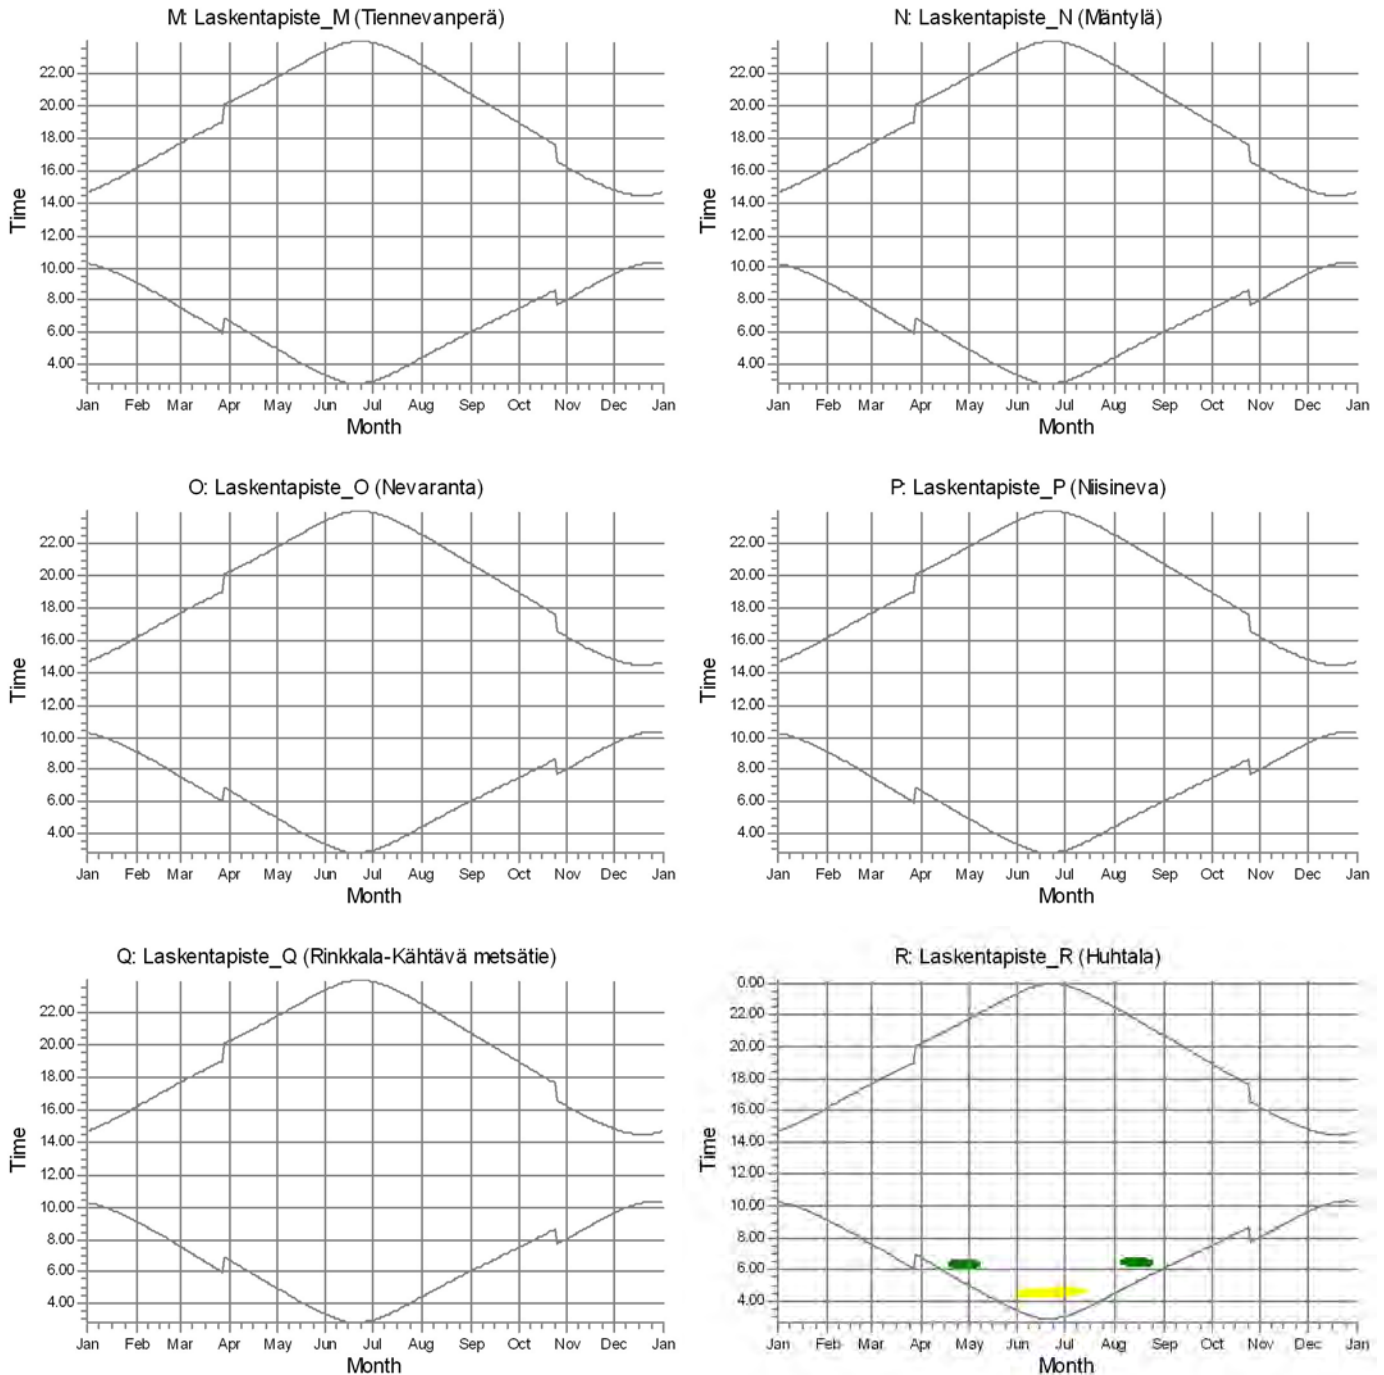 M: Laskentapiste_M (Tiennevanperä)
22.00
20.00
18.00
16.00
14.00
12.00
10.00
8.00
6.00
4.00
Time
Jan Feb Mar Apr May Jun Jul Aug Sep Oct Nov Dec Jan
Month
N: Laskentapiste_N (Mäntylä)
22.00
20.00
18.00
16.00
14.00
12.00
10.00
8.00
6.00
4.00
Time
Jan Feb Mar Apr May Jun Jul Aug Sep Oct Nov Dec Jan
Month
O: Laskentapiste_O (Nevaranta)
22.00
20.00
18.00
16.00
14.00
12.00
10.00
8.00
6.00
4.00
Time
Jan Feb Mar Apr May Jun Jul Aug Sep Oct Nov Dec Jan
Month
P: Laskentapiste_P (Niisineva)
22.00
20.00
18.00
16.00
14.00
12.00
10.00
8.00
6.00
4.00
Time
Jan Feb Mar Apr May Jun Jul Aug Sep Oct Nov Dec Jan
Month
Q: Laskentapiste_Q (Rinkkala-Kähtävä metsätie)
22.00
20.00
18.00
16.00
14.00
12.00
10.00
8.00
6.00
4.00
Time
Jan Feb Mar Apr May Jun Jul Aug Sep Oct Nov Dec Jan
Month
R: Laskentapiste_R (Huhtala)
0.00
22.00
20.00
18.00
16.00
14.00
12.00
10.00
8.00
6.00
4.00
Time
Jan Feb Mar Apr May Jun Jul Aug Sep Oct Nov Dec Jan
Month